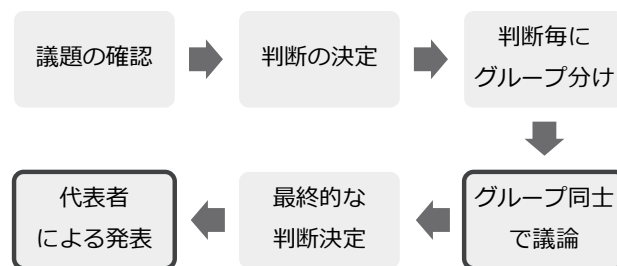 議題の確認
判断の決定
判断毎に
グループ分け
グループ同士
で議論
最終的な
判断決定
代表者
による発表